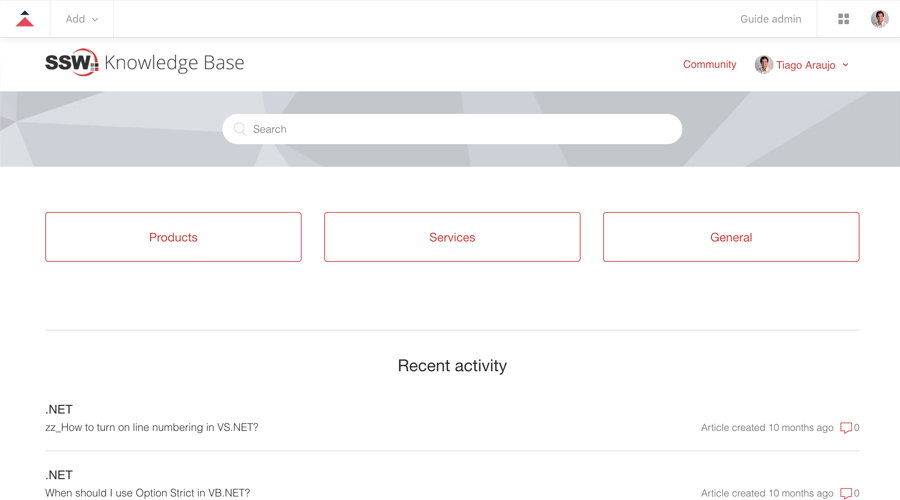 Add
Guide admin
SSW Knowledge Base
Community
Tiago Araujo
Search
Products
Services
General
Recent activity
.NET
zz_How to turn on line numbering in VS.NET?
Article created 10 months ago 0
.NET
When should I use Option Strict in VB.NET?
Article created 10 months ago 0